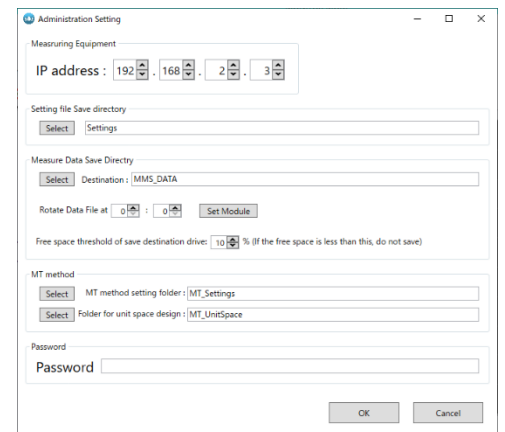 Administration Setting
Measruring Equipment
IP address : 192 . 168 . 2 . 3
Setting file Save directory
Select Settings
Measure Data Save Directry
Select Destination : MMS_DATA
Rotate Data File at 0 : 0 Set Module
Free space threshold of save destination drive: 10 % (If the free space is less than this, do not save)
MT method
Select MT method setting folder : MT_Settings
Select Folder for unit space design : MT_UnitSpace
Password
Password
OK Cancel